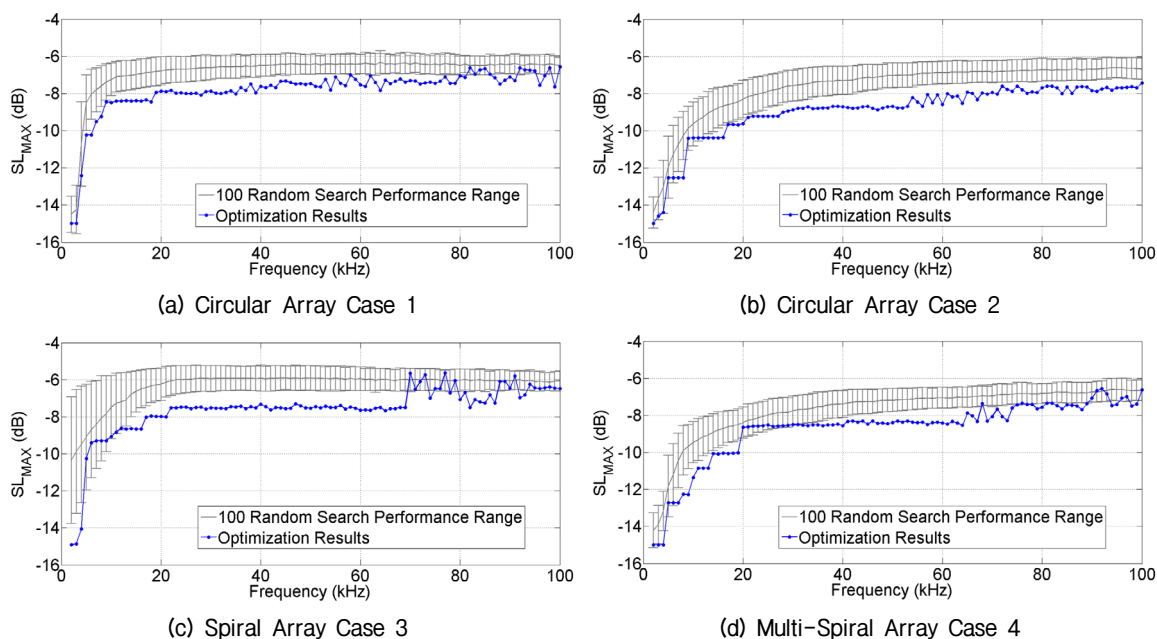 -4
-6
-8
-10
-12
-14
-16
SL_MAX (dB)
100 Random Search Performance Range
Optimization Results
0 20 40 60 80 100
Frequency (kHz)
(a) Circular Array Case 1
-4
-6
-8
-10
-12
-14
-16
SL_MAX (dB)
100 Random Search Performance Range
Optimization Results
0 20 40 60 80 100
Frequency (kHz)
(b) Circular Array Case 2
-4
-6
-8
-10
-12
-14
-16
SL_MAX (dB)
100 Random Search Performance Range
Optimization Results
0 20 40 60 80 100
Frequency (kHz)
(c) Spiral Array Case 3
-4
-6
-8
-10
-12
-14
-16
SL_MAX (dB)
100 Random Search Performance Range
Optimization Results
0 20 40 60 80 100
Frequency (kHz)
(d) Multi-Spiral Array Case 4